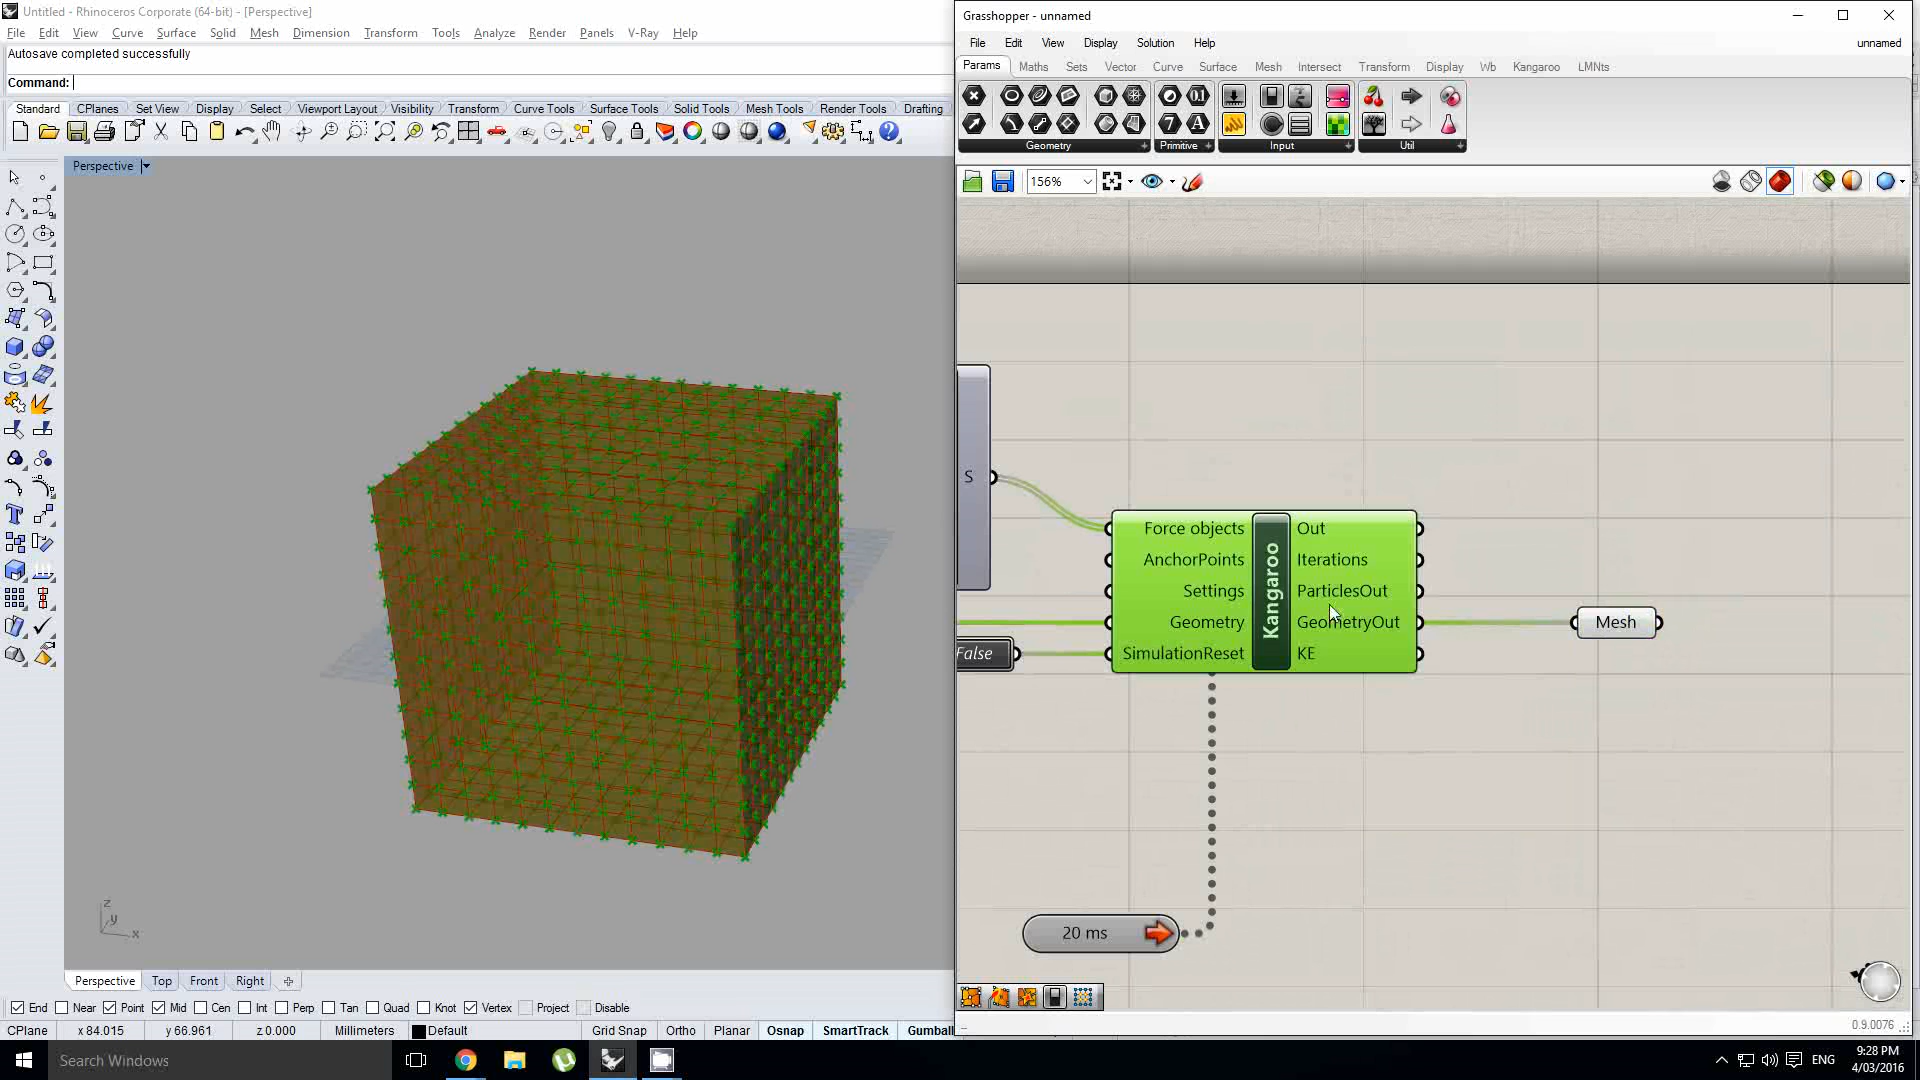 Untitled - Rhinoceros Corporate (64-bit) - [Perspective]
File Edit View Curve Surface Solid Mesh Dimension Transform Tools Analyze Render Panels V-Ray Help
Autosave completed successfully
Command:
Standard CPlanes Set View Display Select Viewport Layout Visibility Transform Curve Tools Surface Tools Solid Tools Mesh Tools Render Tools Drafting
Perspective
z
y
x
Perspective Top Front Right
End Near Point Mid Cen Int Perp Tan Quad Knot Vertex Project Disable
CPlane x 84.015 y 66.961 z 0.000 Millimeters Default Grid Snap Ortho Planar Osnap SmartTrack Gumball
Grasshopper - unnamed
File Edit View Display Solution Help unnamed
Params Maths Sets Vector Curve Surface Mesh Intersect Transform Display Wb Kangaroo LMNts
Geometry Primitive Input Util
156%
S
Force objects
AnchorPoints
Settings
Geometry
SimulationReset
Kangaroo
Out
Iterations
ParticlesOut
GeometryOut
KE
False
Mesh
20 ms
0.9.0076
Search Windows
ENG
9:28 PM
4/03/2016